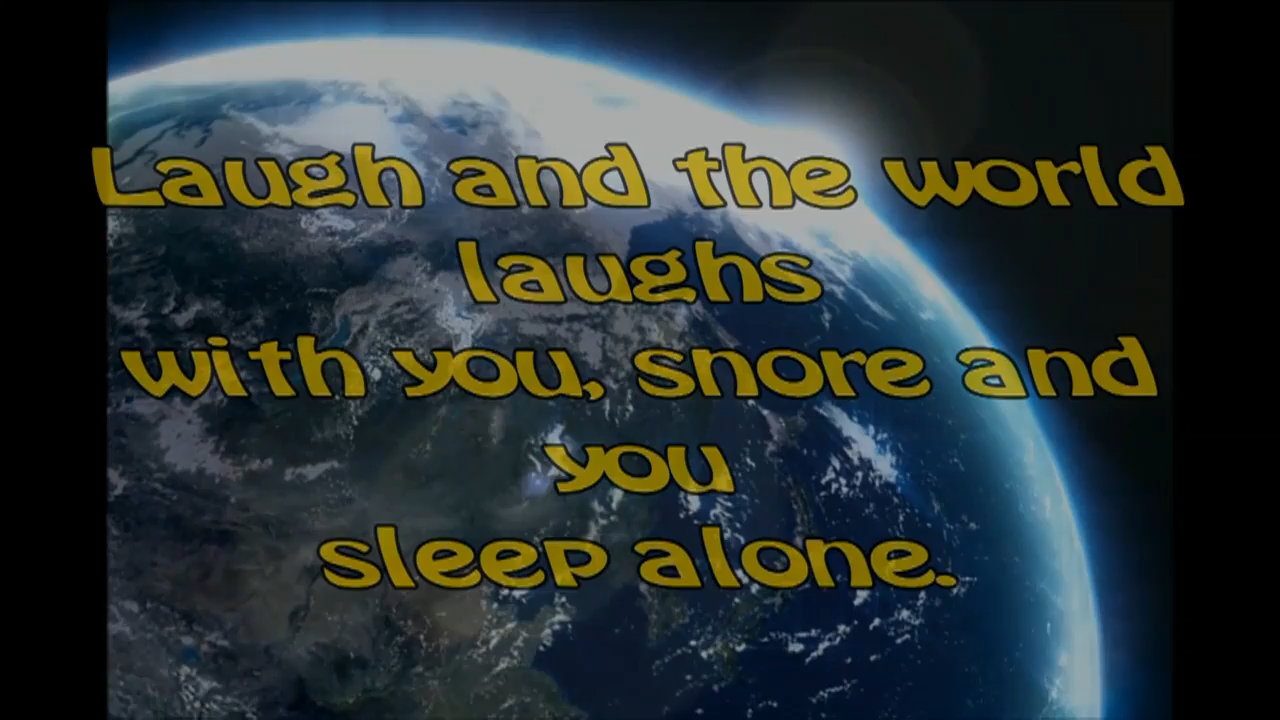 Laugh and the world
laughs
with you, snore and
you
sleep alone.